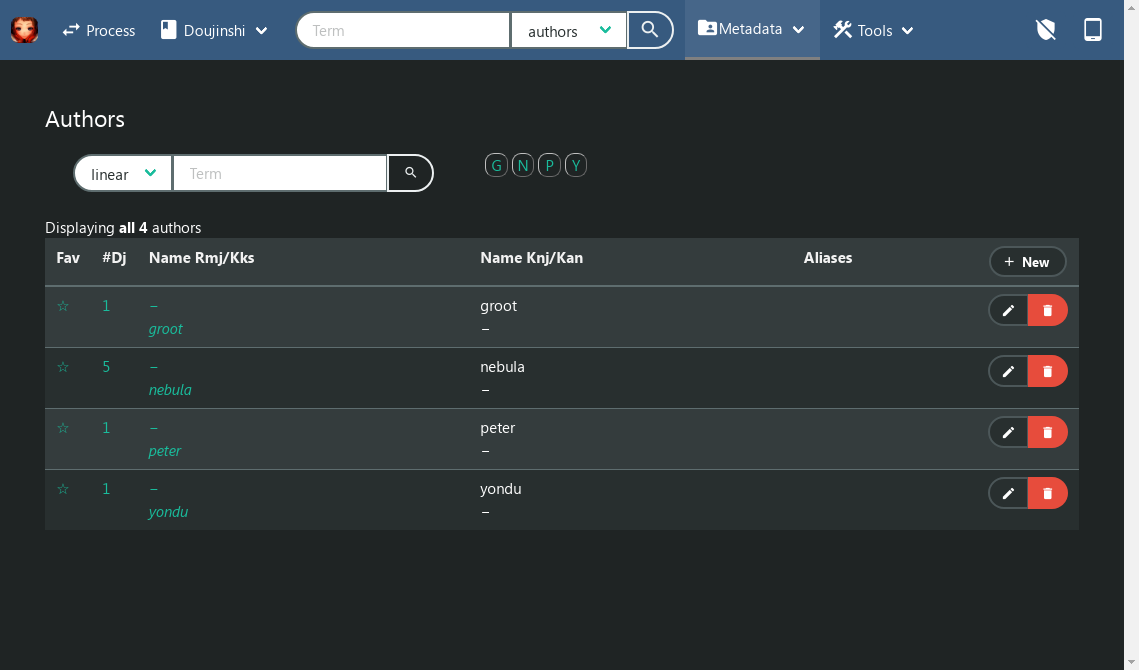 Process Doujinshi Term authors Metadata Tools
Authors
linear Term G N P Y
Displaying all 4 authors
Fav #Dj Name Rmj/Kks Name Knj/Kan Aliases + New
☆ 1 – groot
groot –
☆ 5 – nebula
nebula –
☆ 1 – peter
peter –
☆ 1 – yondu
yondu –